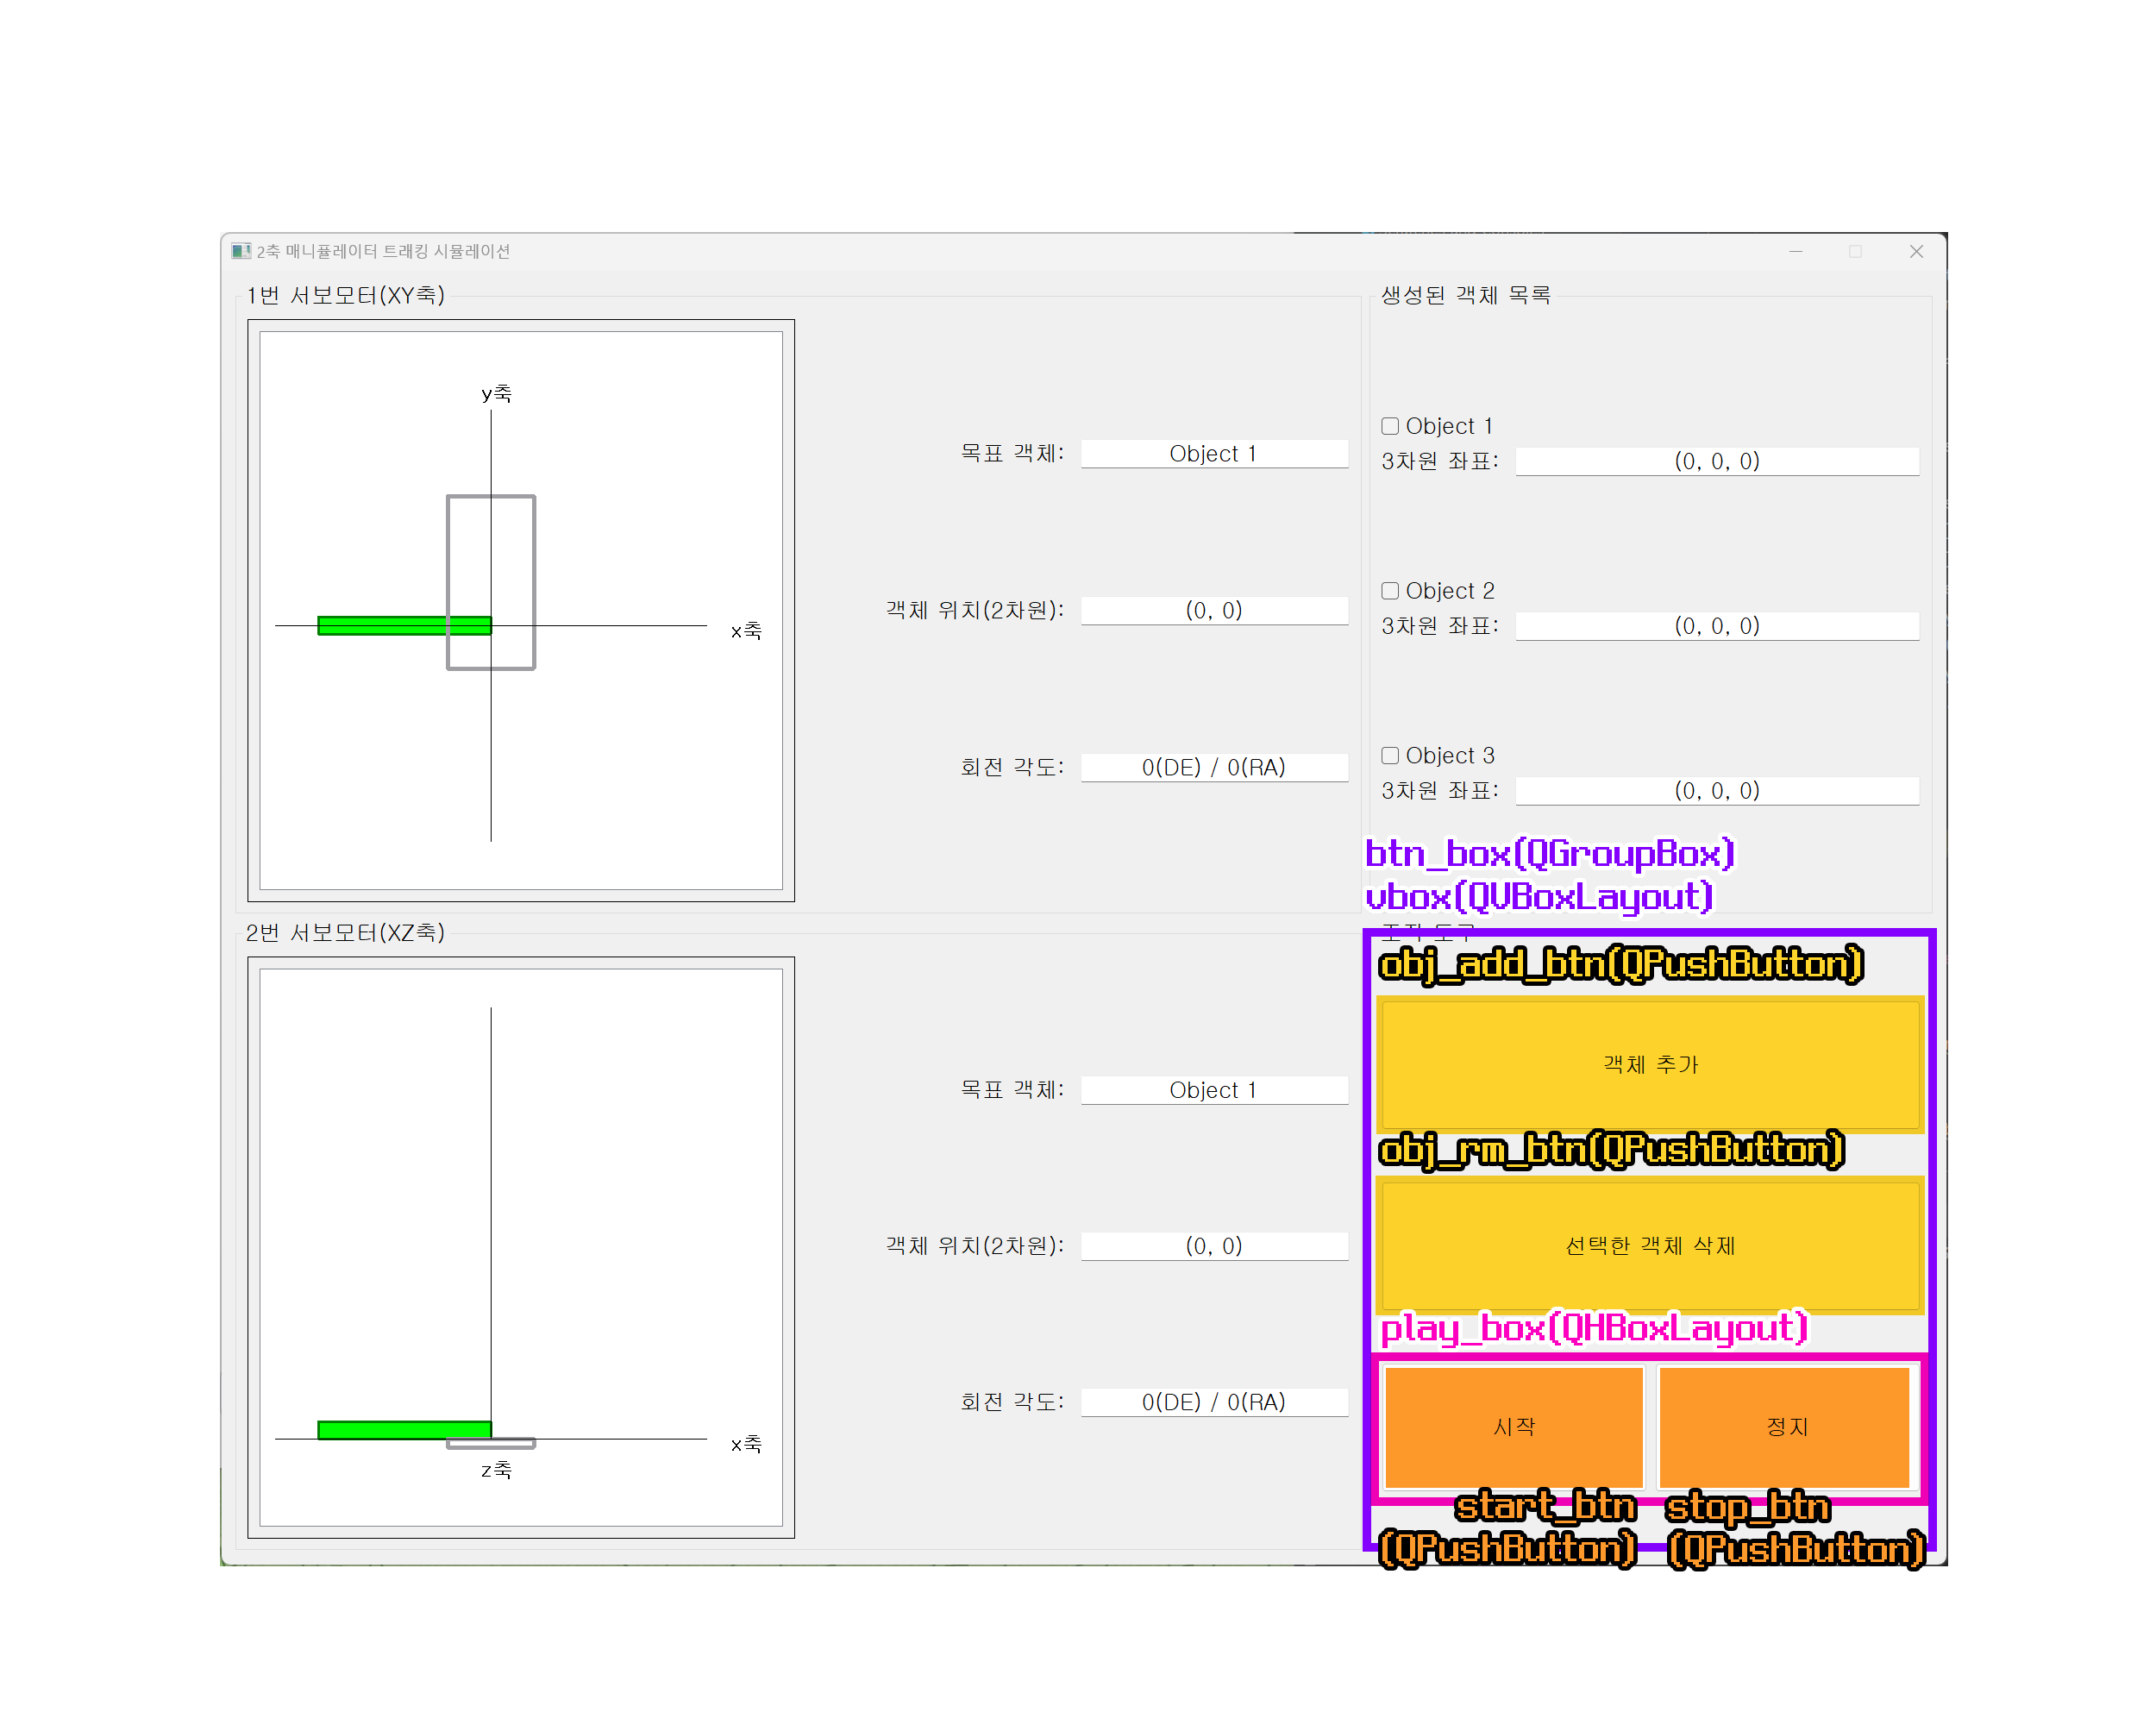 2축 매니퓰레이터 트래킹 시뮬레이션
1번 서보모터(XY축)
y축
x축
목표 객체: Object 1
객체 위치(2차원): (0, 0)
회전 각도: 0(DE) / 0(RA)
생성된 객체 목록
Object 1
3차원 좌표: (0, 0, 0)
Object 2
3차원 좌표: (0, 0, 0)
Object 3
3차원 좌표: (0, 0, 0)
btn_box(QGroupBox)
vbox(QVBoxLayout)
2번 서보모터(XZ축)
x축
z축
목표 객체: Object 1
객체 위치(2차원): (0, 0)
회전 각도: 0(DE) / 0(RA)
obj_add_btn(QPushButton)
객체 추가
obj_rm_btn(QPushButton)
선택한 객체 삭제
play_box(QHBoxLayout)
시작
정지
start_btn
(QPushButton)
stop_btn
(QPushButton)